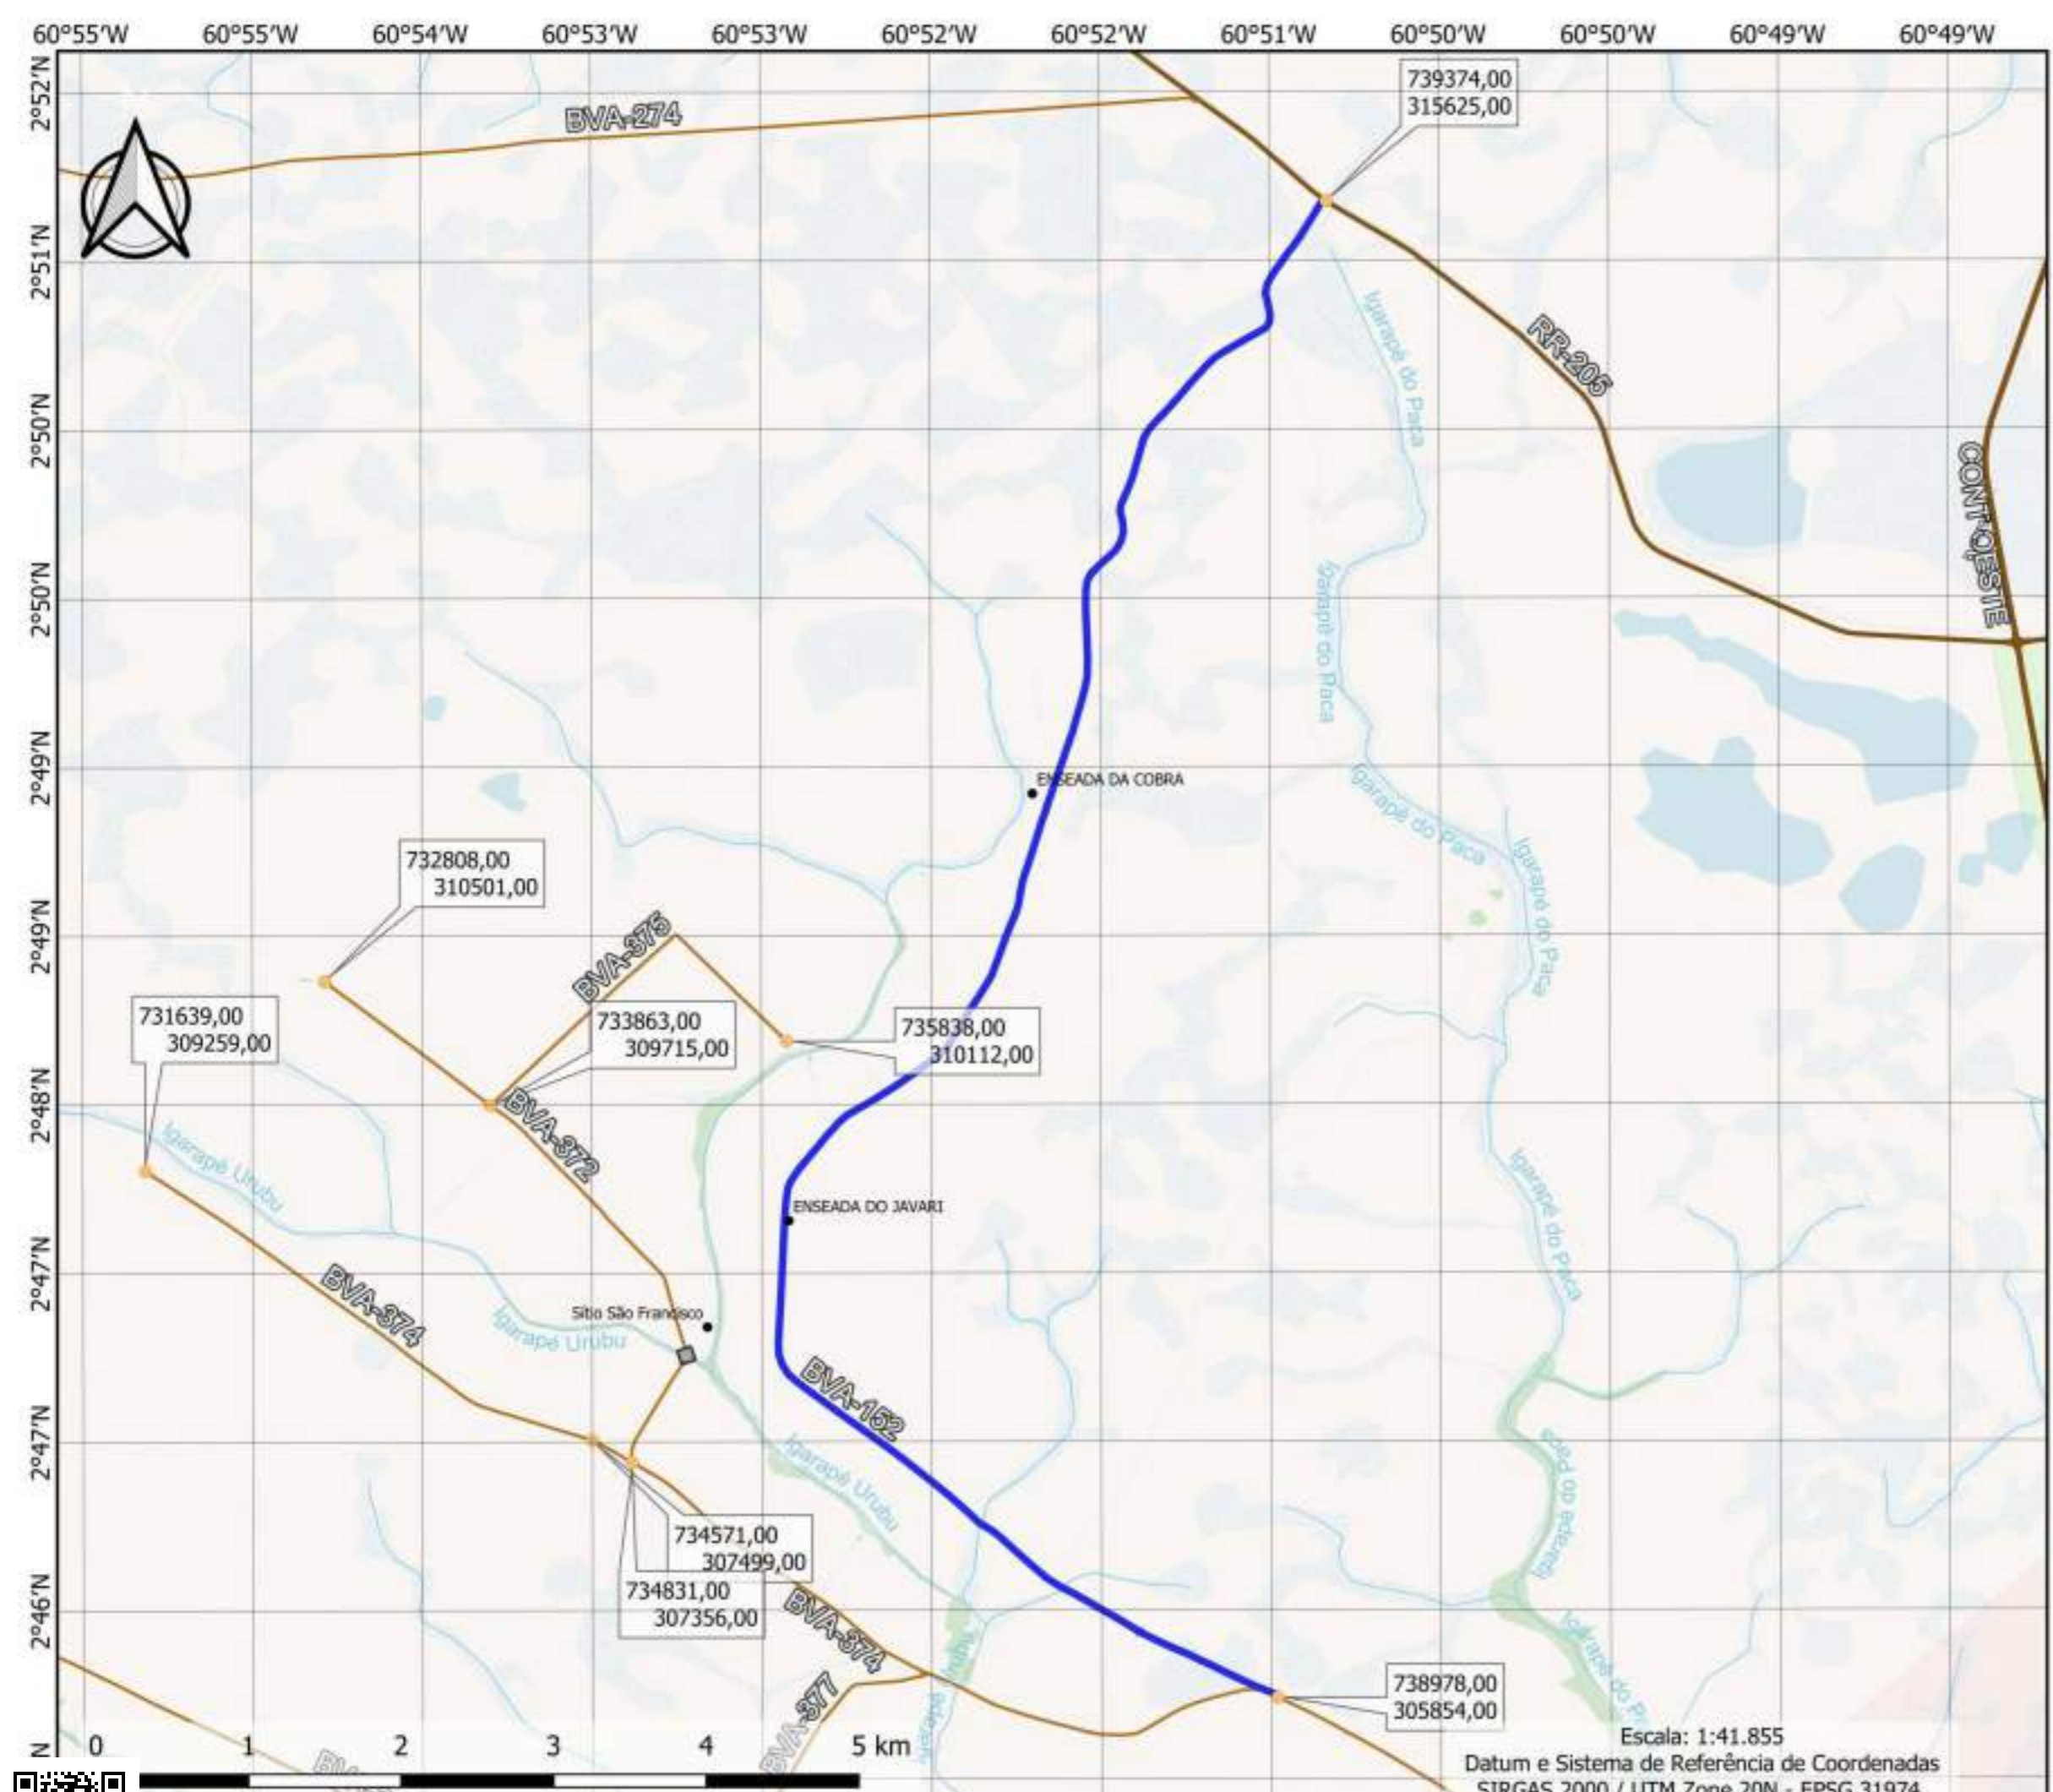 60°55'W 60°55'W 60°54'W 60°53'W 60°53'W 60°52'W 60°52'W 60°51'W 60°50'W 60°50'W 60°49'W 60°49'W
2°52'N
739374,00
315625,00
BVA-274
2°51'N
Igarapé do Paca
RR-205
2°50'N
CONT-OESTE
2°50'N
Igarapé do Paca
2°49'N
ENSEADA DA COBRA
Igarapé do Paca
Igarapé do Paca
732808,00
310501,00
2°49'N
BVA-375
731639,00
309259,00
733863,00
309715,00
735838,00
310112,00
2°48'N
BVA-372
Igarapé Urubu
Igarapé do Paca
ENSEADA DO JAVARI
2°47'N
BVA-374
Sítio São Francisco
Igarapé Urubu
BVA-152
2°47'N
Igarapé Urubu
Igarapé do Paca
734571,00
307499,00
734831,00
307356,00
2°46'N
BVA-374
Igarapé Urubu
Igarapé do P
BVA-377
738978,00
305854,00
N
0 1 2 3 4 5 km
Escala: 1:41.855
Datum e Sistema de Referência de Coordenadas
SIRGAS 2000 / UTM Zone 20N - EPSG 31974